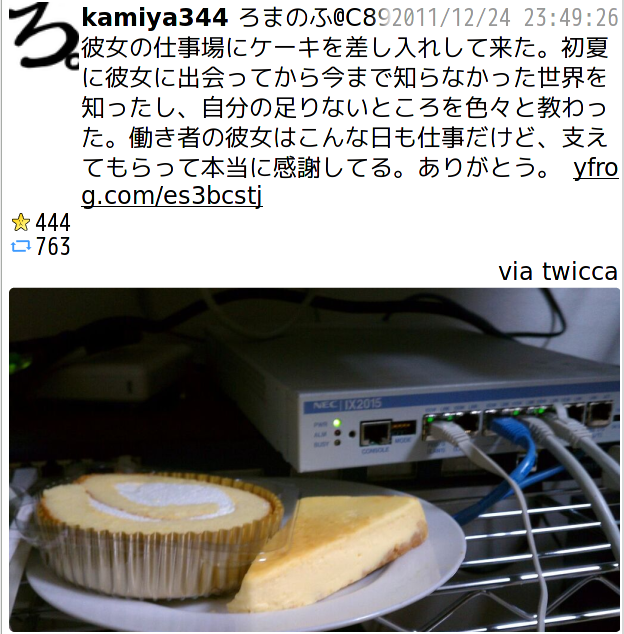 ろ。
kamiya344 ろまのふ@C89 2011/12/24 23:49:26
彼女の仕事場にケーキを差し入れして来た。初夏
に彼女に出会ってから今まで知らなかった世界を
知ったし、自分の足りないところを色々と教わっ
た。働き者の彼女はこんな日も仕事だけど、支え
てもらって本当に感謝してる。ありがとう。 yfro
g.com/es3bcstj
444
763
via twicca
NEC IX2015
PWR
ALM
BUSY
CONSOLE
MODE